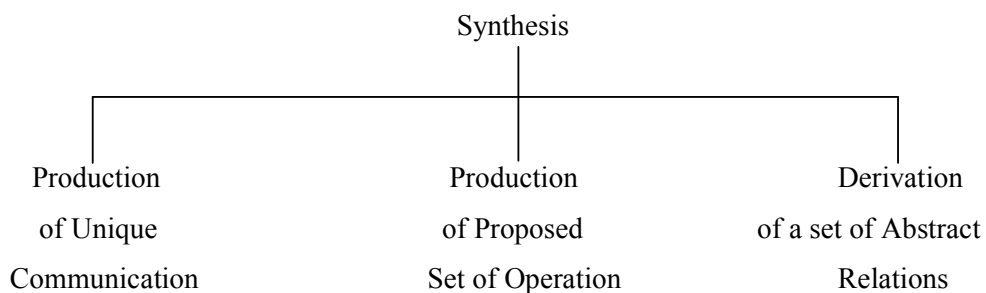 Synthesis
Production
of Unique
Communication
Production
of Proposed
Set of Operation
Derivation
of a set of Abstract
Relations